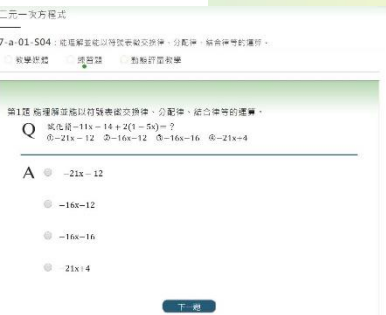 二元一次方程式
7-a-01-S04：能理解並能以符號表徵交換律、分配律、結合律等的運算。
教學媒體 練習題 動態評量教學
第1題 能理解並能以符號表徵交換律、分配律、結合律等的運算。
Q 試化簡−11x − 14 + 2(1 − 5x) = ?
①−21x − 12 ②−16x−12 ③−16x−16 ④−21x+4
A −21x − 12
−16x−12
−16x−16
−21x+4
下一題